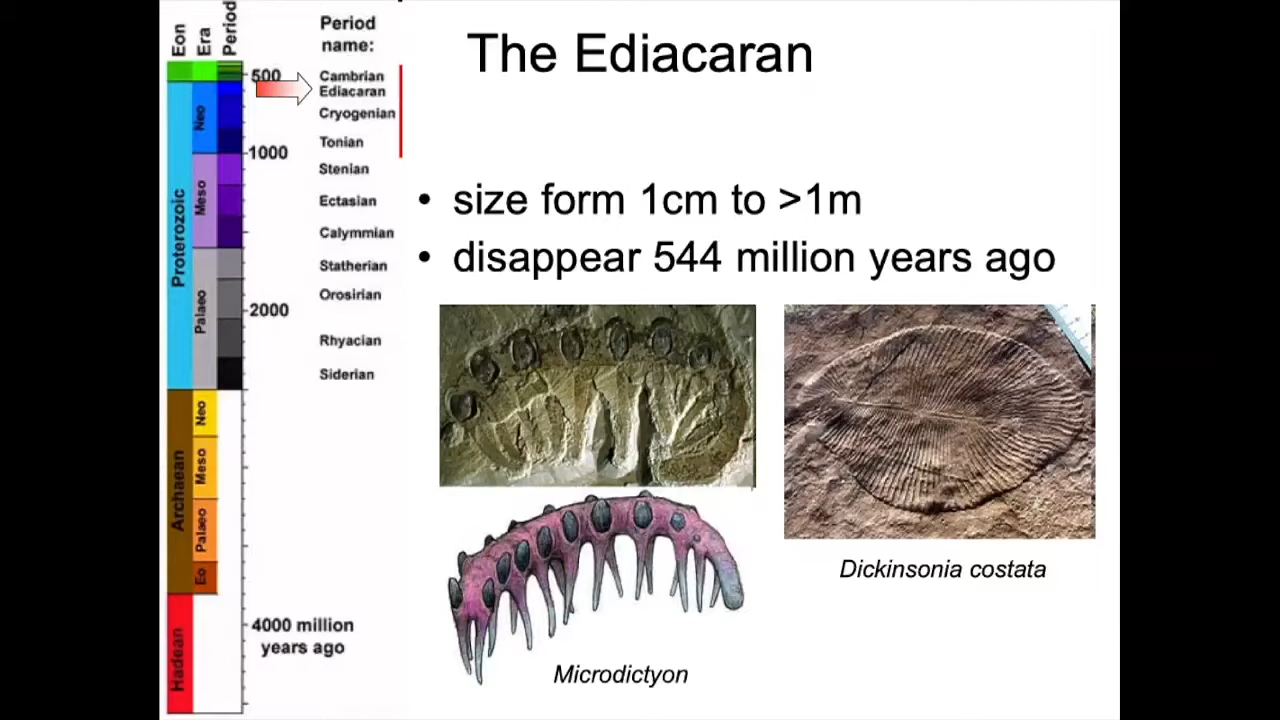 Eon
Era
Period
Period
name:
The Ediacaran
500
Cambrian
Ediacaran
Cryogenian
Neo
Tonian
1000
Stenian
Ectasian
Calymmian
Meso
Proterozoic
Statherian
Orosirian
Palaeo
2000
Rhyacian
Siderian
Neo
Meso
Archaean
Palaeo
Eo
4000 million
years ago
Hadean
• size form 1cm to >1m
• disappear 544 million years ago
Dickinsonia costata
Microdictyon